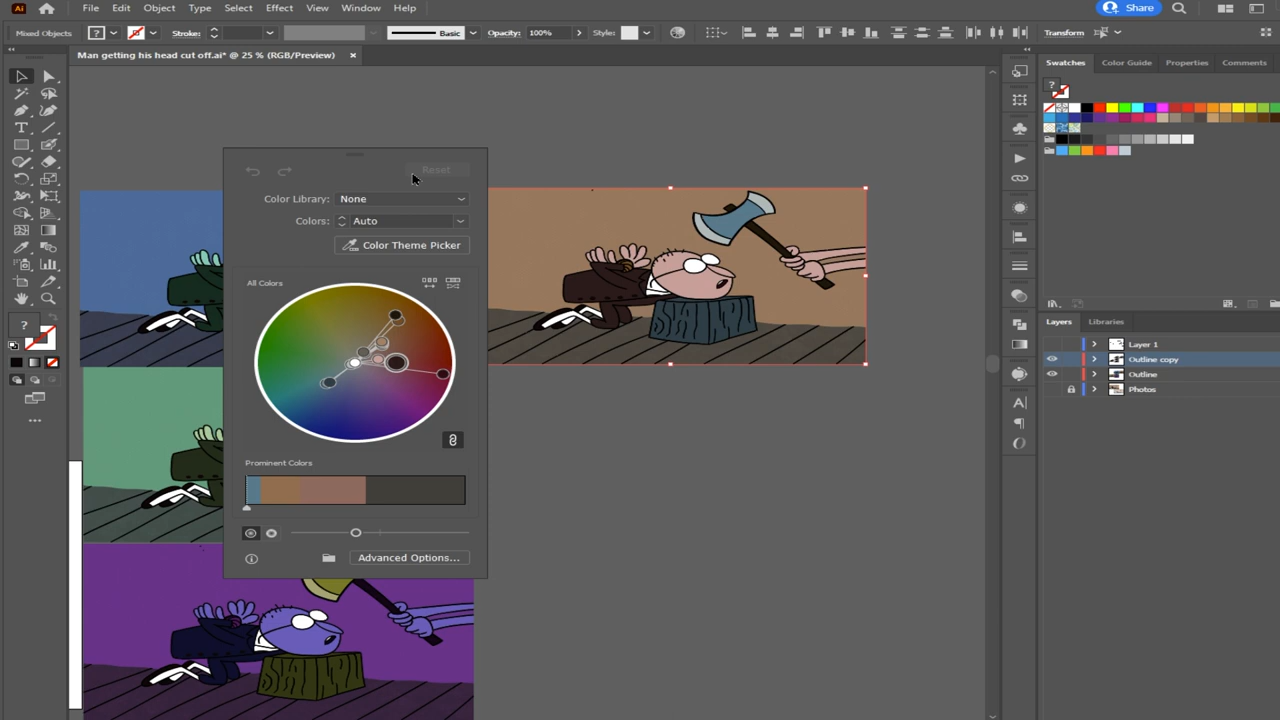 Ai File Edit Object Type Select Effect View Window Help Share
Mixed Objects ? Stroke: Basic Opacity: 100% Style: Transform
Man getting his head cut off.ai* @ 25 % (RGB/Preview) ×
Swatches Color Guide Properties Comments
?
Reset
Color Library: None
Colors: Auto
Color Theme Picker
All Colors
Prominent Colors
Advanced Options...
T
?
Layers Libraries
Layer 1
Outline copy
Outline
Photos
A